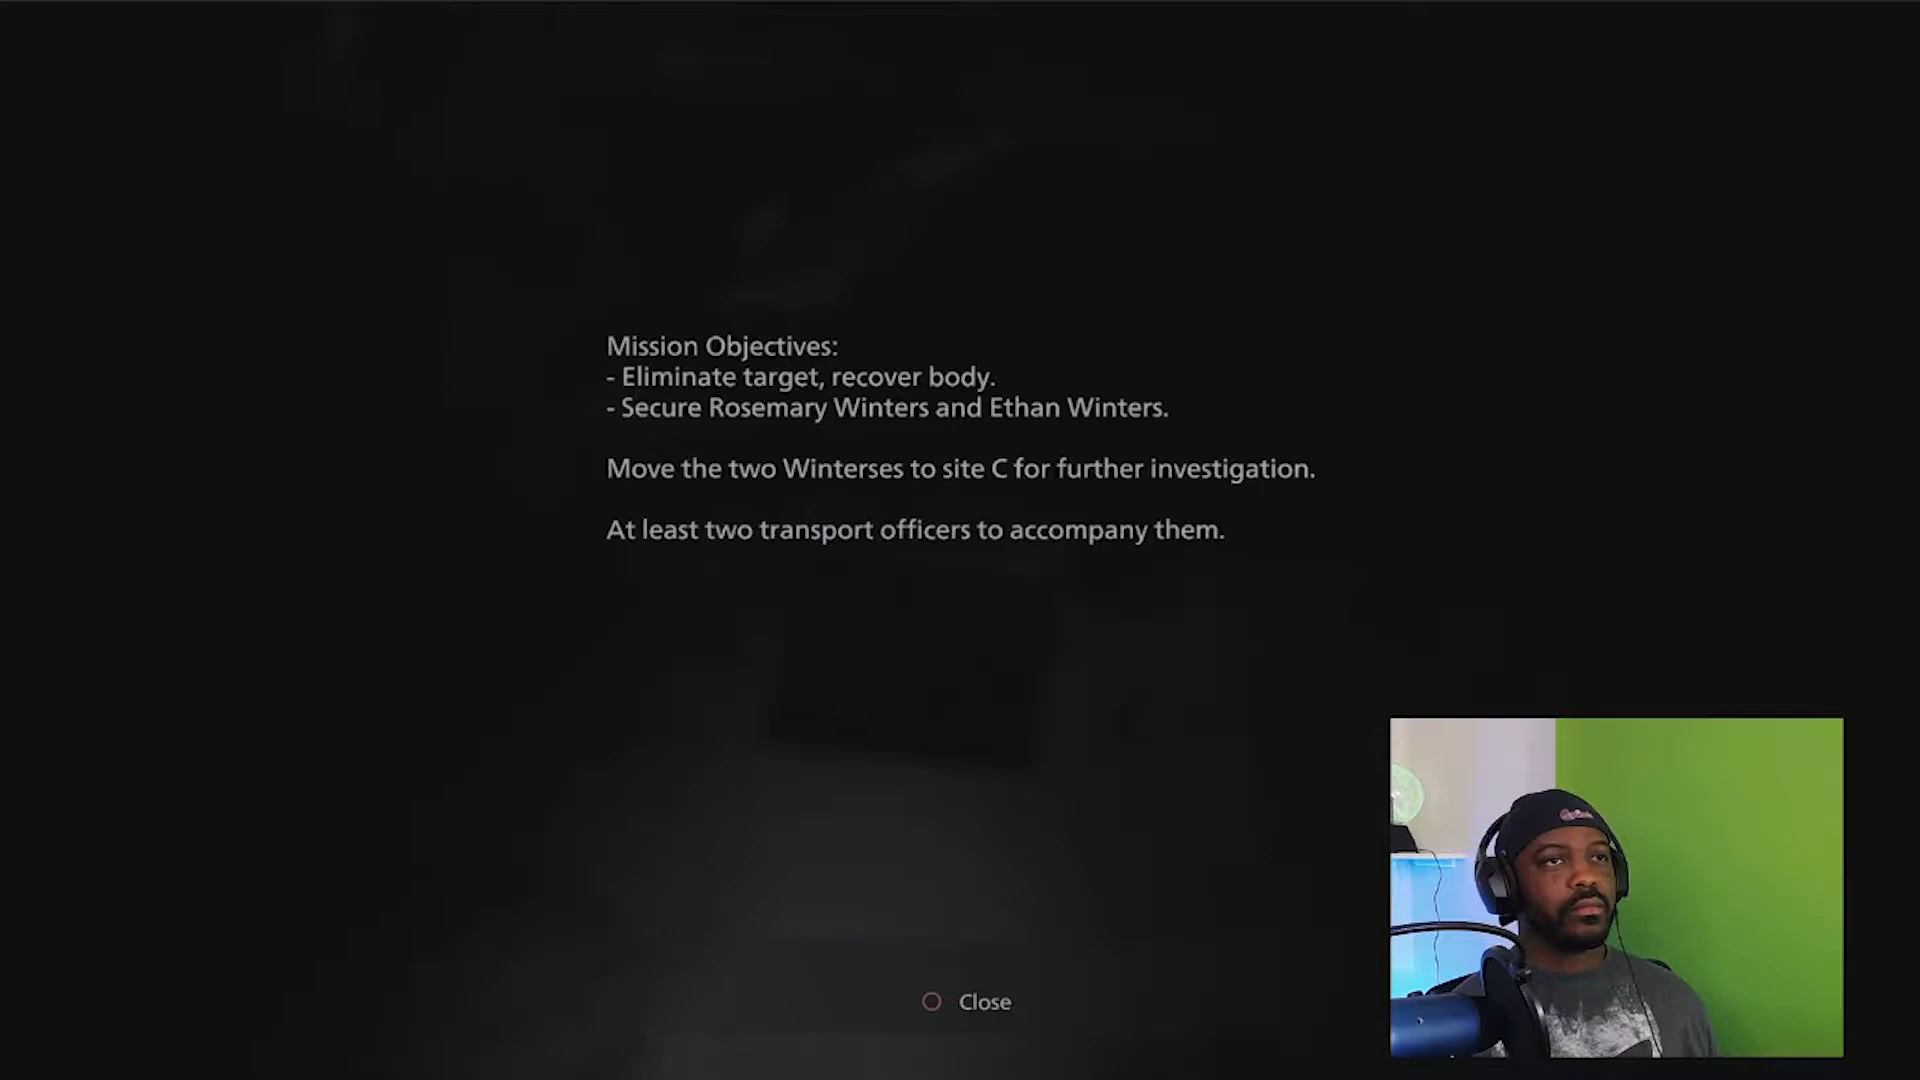 Mission Objectives:
- Eliminate target, recover body.
- Secure Rosemary Winters and Ethan Winters.
Move the two Winterses to site C for further investigation.
At least two transport officers to accompany them.
Close